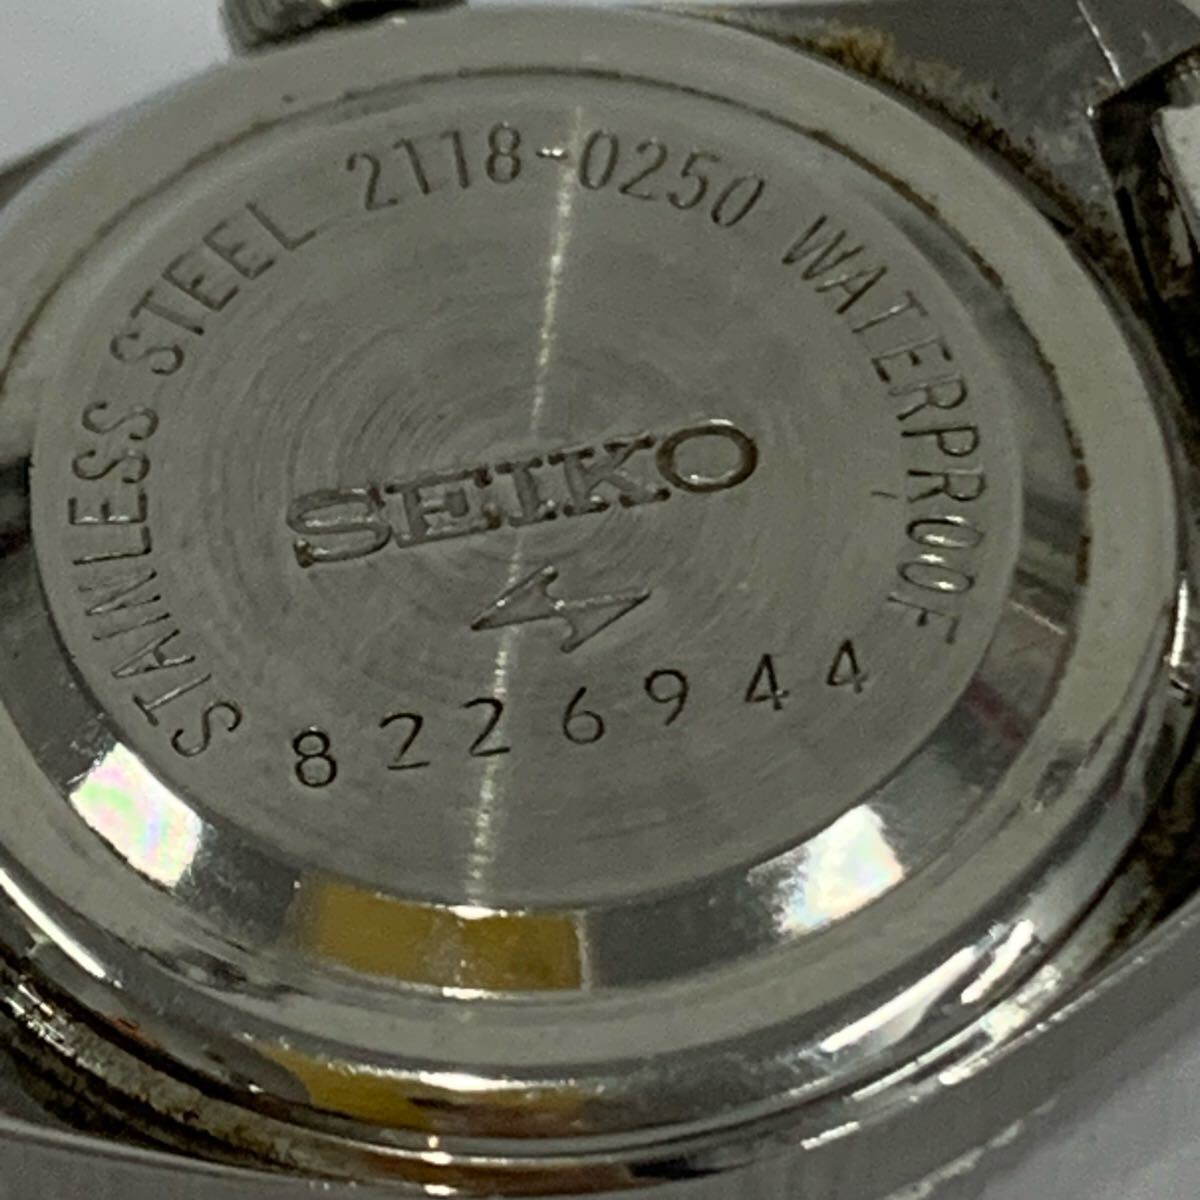 STAINLESS STEEL 2118-0250 WATERPROOF
SEIKO
8226944